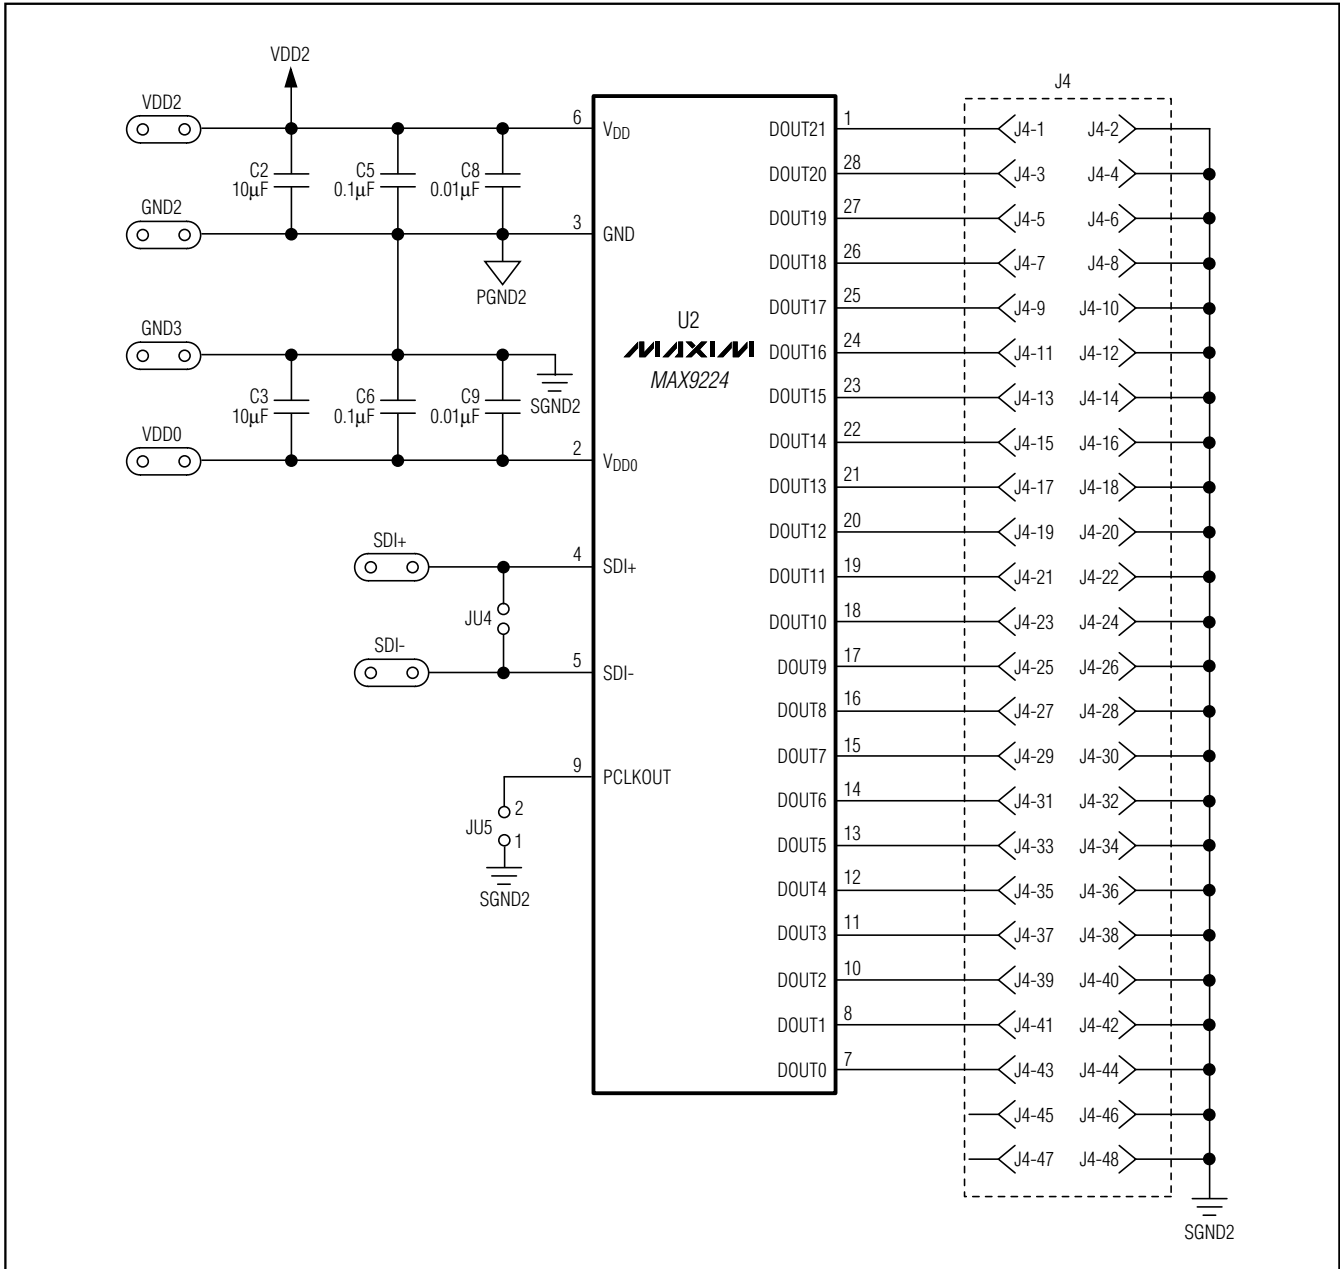 VDD2
VDD2
C2
10μF
C5
0.1μF
C8
0.01μF
GND2
PGND2
GND3
C3
10μF
C6
0.1μF
C9
0.01μF
SGND2
VDD0
SDI+
JU4
SDI-
JU5
2
1
SGND2
6 VDD
3 GND
2 VDD0
4 SDI+
5 SDI-
9 PCLKOUT
U2
MAXIM
MAX9224
J4
DOUT21 1 J4-1 J4-2
DOUT20 28 J4-3 J4-4
DOUT19 27 J4-5 J4-6
DOUT18 26 J4-7 J4-8
DOUT17 25 J4-9 J4-10
DOUT16 24 J4-11 J4-12
DOUT15 23 J4-13 J4-14
DOUT14 22 J4-15 J4-16
DOUT13 21 J4-17 J4-18
DOUT12 20 J4-19 J4-20
DOUT11 19 J4-21 J4-22
DOUT10 18 J4-23 J4-24
DOUT9 17 J4-25 J4-26
DOUT8 16 J4-27 J4-28
DOUT7 15 J4-29 J4-30
DOUT6 14 J4-31 J4-32
DOUT5 13 J4-33 J4-34
DOUT4 12 J4-35 J4-36
DOUT3 11 J4-37 J4-38
DOUT2 10 J4-39 J4-40
DOUT1 8 J4-41 J4-42
DOUT0 7 J4-43 J4-44
J4-45 J4-46
J4-47 J4-48
SGND2